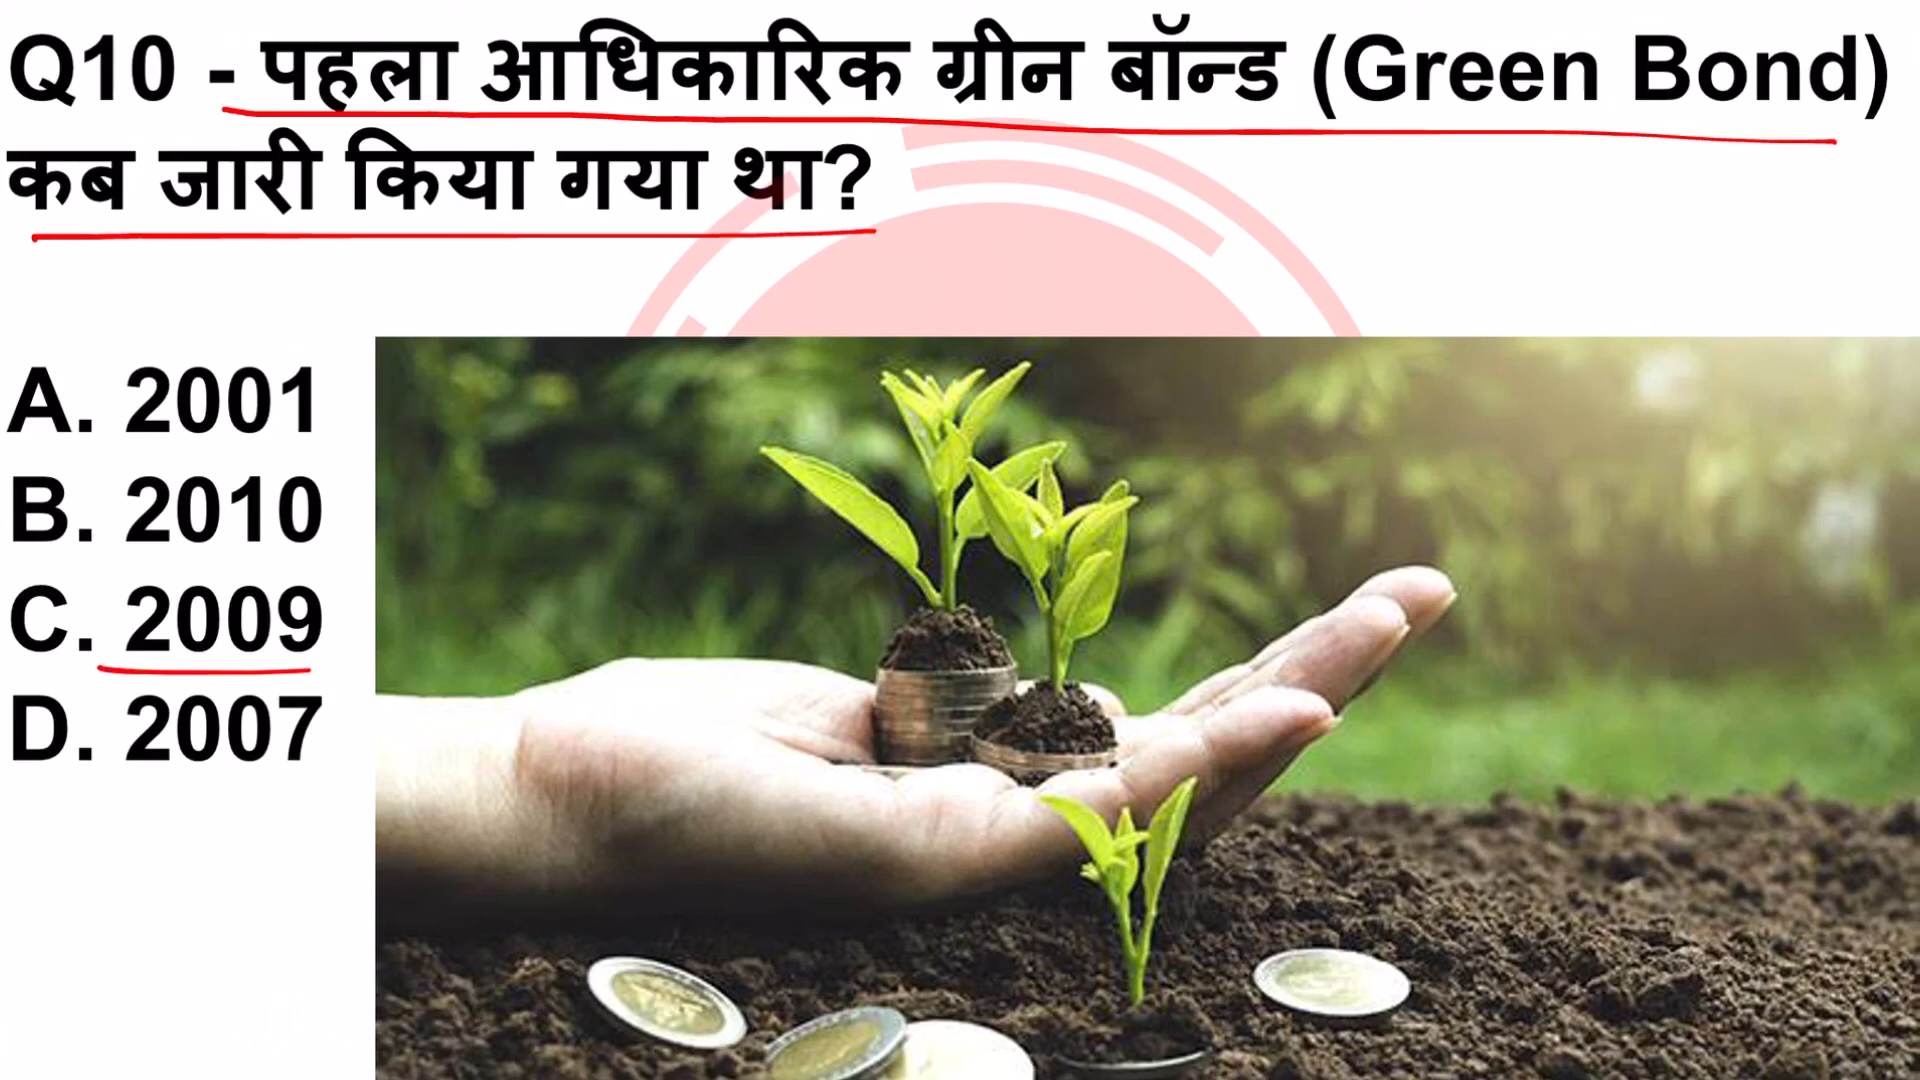 Q10 - पहला आधिकारिक ग्रीन बॉन्ड (Green Bond)
कब जारी किया गया था?
A. 2001
B. 2010
C. 2009
D. 2007